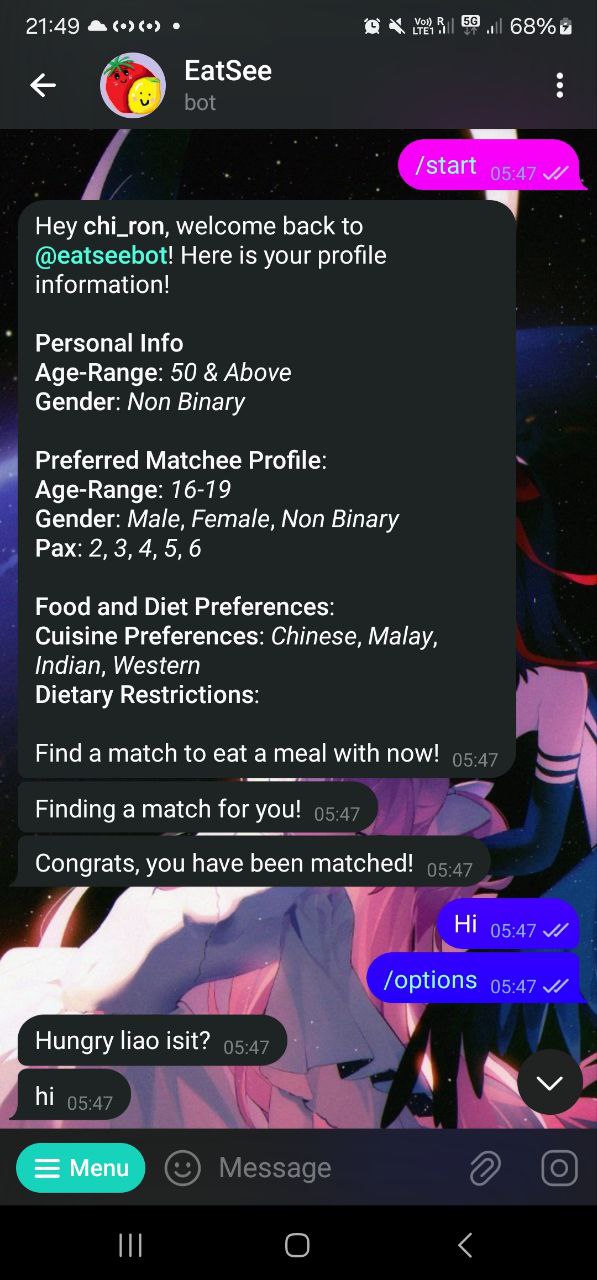 21:49
Vo)) R
LTE1
5G
68%
EatSee
bot
/start 05:47
Hey chi_ron, welcome back to
@eatseebot! Here is your profile
information!
Personal Info
Age-Range: 50 & Above
Gender: Non Binary
Preferred Matchee Profile:
Age-Range: 16-19
Gender: Male, Female, Non Binary
Pax: 2, 3, 4, 5, 6
Food and Diet Preferences:
Cuisine Preferences: Chinese, Malay,
Indian, Western
Dietary Restrictions:
Find a match to eat a meal with now! 05:47
Finding a match for you! 05:47
Congrats, you have been matched! 05:47
Hi 05:47
/options 05:47
Hungry liao isit? 05:47
hi 05:47
Menu
Message